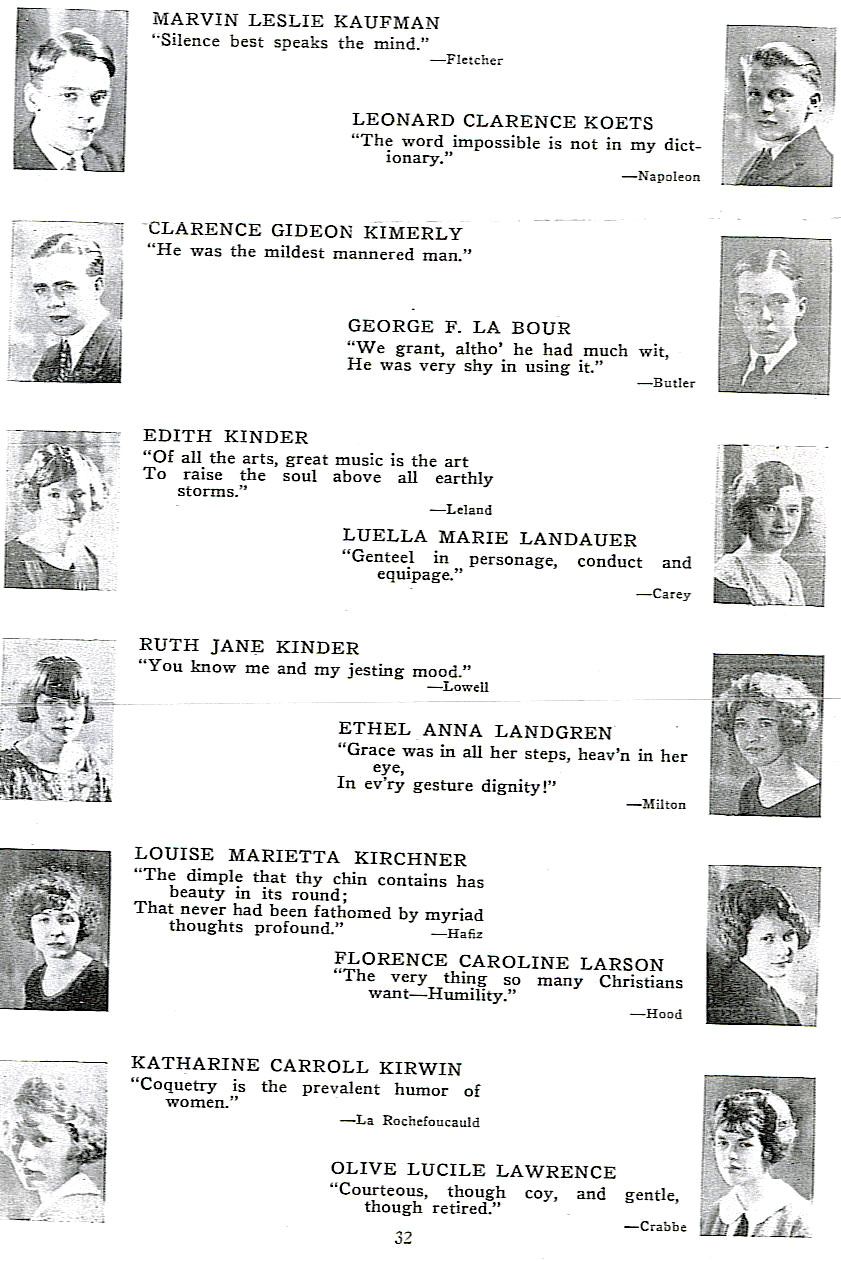 MARVIN LESLIE KAUFMAN
“Silence best speaks the mind.”
—Fletcher
LEONARD CLARENCE KOETS
“The word impossible is not in my dict-
ionary.”
—Napoleon
CLARENCE GIDEON KIMERLY
“He was the mildest mannered man.”
GEORGE F. LA BOUR
“We grant, altho’ he had much wit,
He was very shy in using it.”
—Butler
EDITH KINDER
“Of all the arts, great music is the art
To raise the soul above all earthly
storms.”
—Leland
LUELLA MARIE LANDAUER
“Genteel in personage, conduct and
equipage.”
—Carey
RUTH JANE KINDER
“You know me and my jesting mood.”
—Lowell
ETHEL ANNA LANDGREN
“Grace was in all her steps, heav’n in her
eye,
In ev’ry gesture dignity!”
—Milton
LOUISE MARIETTA KIRCHNER
“The dimple that thy chin contains has
beauty in its round;
That never had been fathomed by myriad
thoughts profound.” —Hafiz
FLORENCE CAROLINE LARSON
“The very thing so many Christians
want—Humility.”
—Hood
KATHARINE CARROLL KIRWIN
“Coquetry is the prevalent humor of
women.”
—La Rochefoucauld
OLIVE LUCILE LAWRENCE
“Courteous, though coy, and gentle,
though retired.”
—Crabbe
32